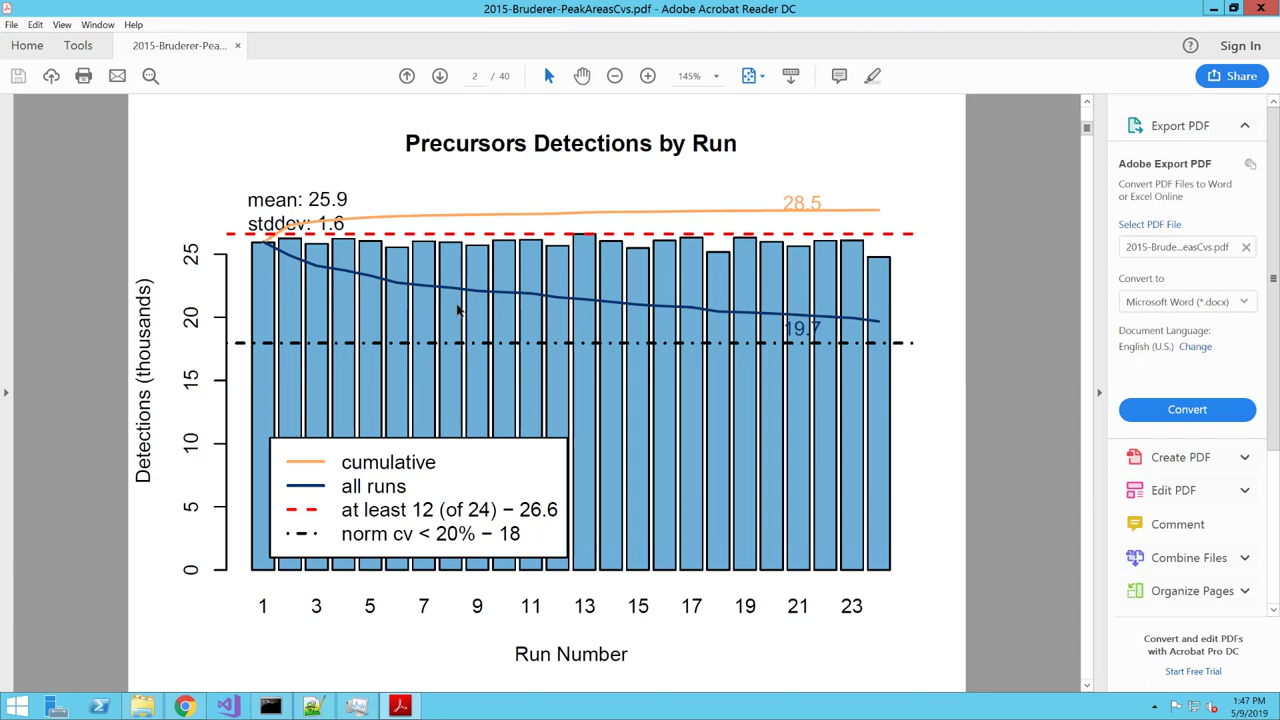 2015-Bruderer-PeakAreasCvs.pdf - Adobe Acrobat Reader DC
File Edit View Window Help
Home Tools 2015-Bruderer-Pea... × Sign In
2 / 40 145% Share
Precursors Detections by Run
mean: 25.9
stddev: 1.6
28.5
19.7
Detections (thousands)
25
20
15
10
5
0
cumulative
all runs
at least 12 (of 24) − 26.6
norm cv < 20% − 18
1 3 5 7 9 11 13 15 17 19 21 23
Run Number
Export PDF
Adobe Export PDF
Convert PDF Files to Word
or Excel Online
Select PDF File
2015-Brude...easCvs.pdf
Convert to
Microsoft Word (*.docx)
Document Language:
English (U.S.) Change
Convert
Create PDF
Edit PDF
Comment
Combine Files
Organize Pages
Convert and edit PDFs
with Acrobat Pro DC
Start Free Trial
1:47 PM
5/9/2019